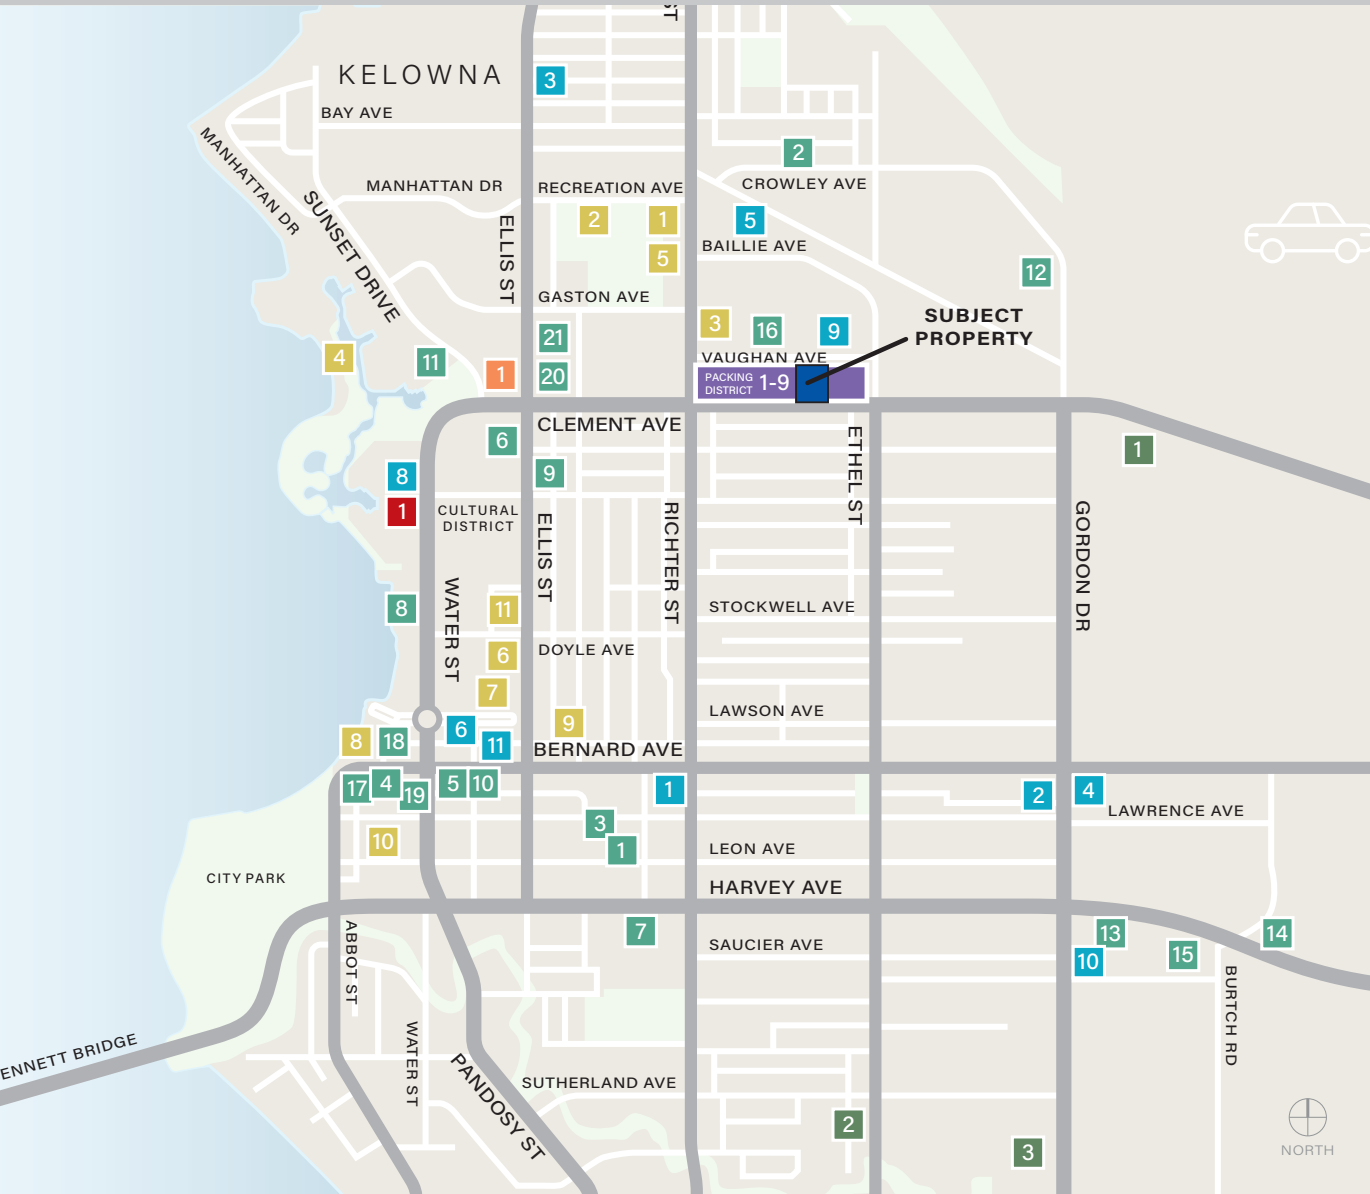 ST
KELOWNA
3
BAY AVE
MANHATTAN DR
2
MANHATTAN DR
RECREATION AVE
CROWLEY AVE
SUNSET DRIVE
ELLIS ST
2
1
5
5
BAILLIE AVE
12
GASTON AVE
SUBJECT
PROPERTY
3
16
9
21
4
11
1
20
VAUGHAN AVE
PACKING
DISTRICT
1-9
CLEMENT AVE
6
ETHEL ST
1
8
9
1
CULTURAL
DISTRICT
ELLIS ST
RICHTER ST
GORDON DR
WATER ST
8
11
STOCKWELL AVE
6
DOYLE AVE
7
LAWSON AVE
9
6
8
18
11
BERNARD AVE
17
4
19
5
10
1
2
4
LAWRENCE AVE
3
10
1
LEON AVE
CITY PARK
HARVEY AVE
ABBOT ST
7
SAUCIER AVE
13
14
15
10
BURTCH RD
ENNETT BRIDGE
WATER ST
PANDOSY ST
SUTHERLAND AVE
2
3
NORTH